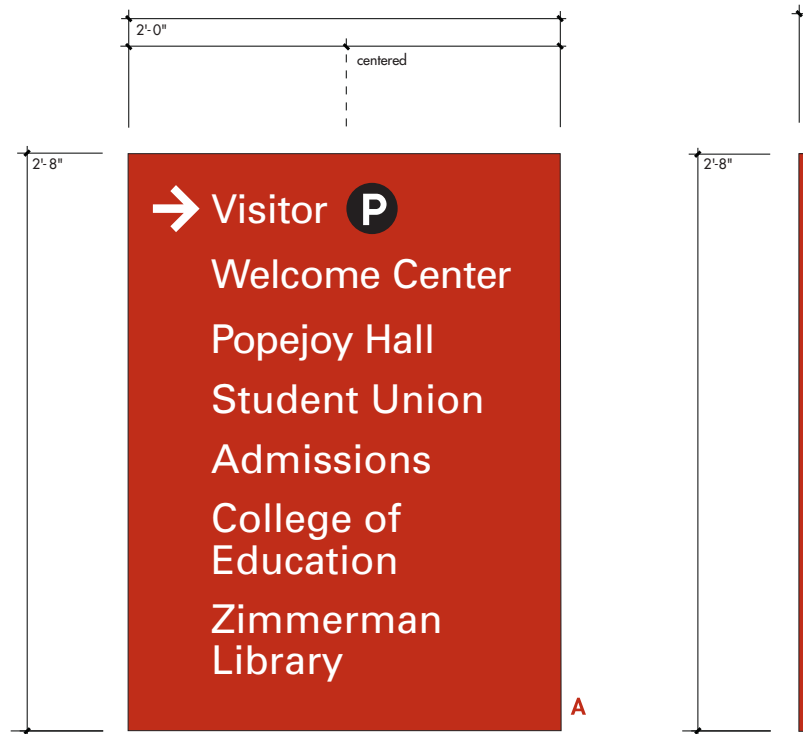 2'-0"
centered
2'-8"
2'-8"
Visitor P
Welcome Center
Popejoy Hall
Student Union
Admissions
College of
Education
Zimmerman
Library
A